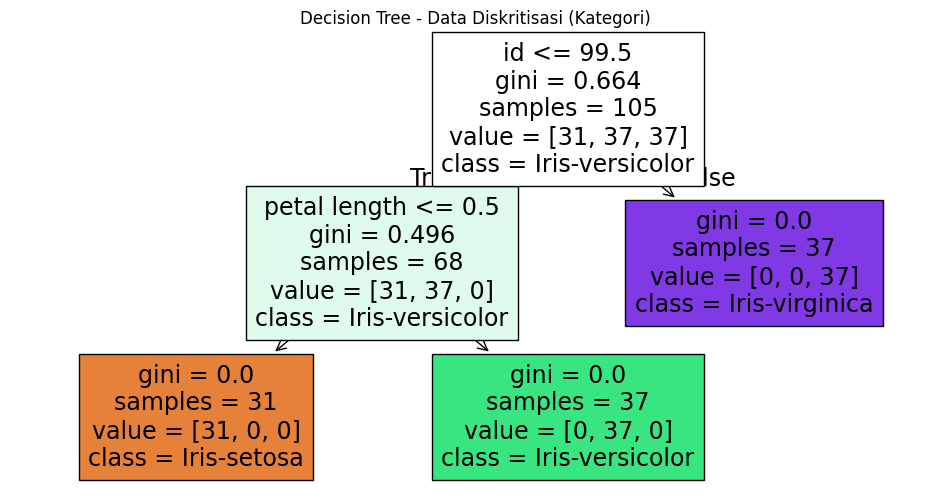 Decision Tree - Data Diskritisasi (Kategori)
id <= 99.5
gini = 0.664
samples = 105
value = [31, 37, 37]
class = Iris-versicolor
petal length <= 0.5
gini = 0.496
samples = 68
value = [31, 37, 0]
class = Iris-versicolor
gini = 0.0
samples = 37
value = [0, 0, 37]
class = Iris-virginica
gini = 0.0
samples = 31
value = [31, 0, 0]
class = Iris-setosa
gini = 0.0
samples = 37
value = [0, 37, 0]
class = Iris-versicolor